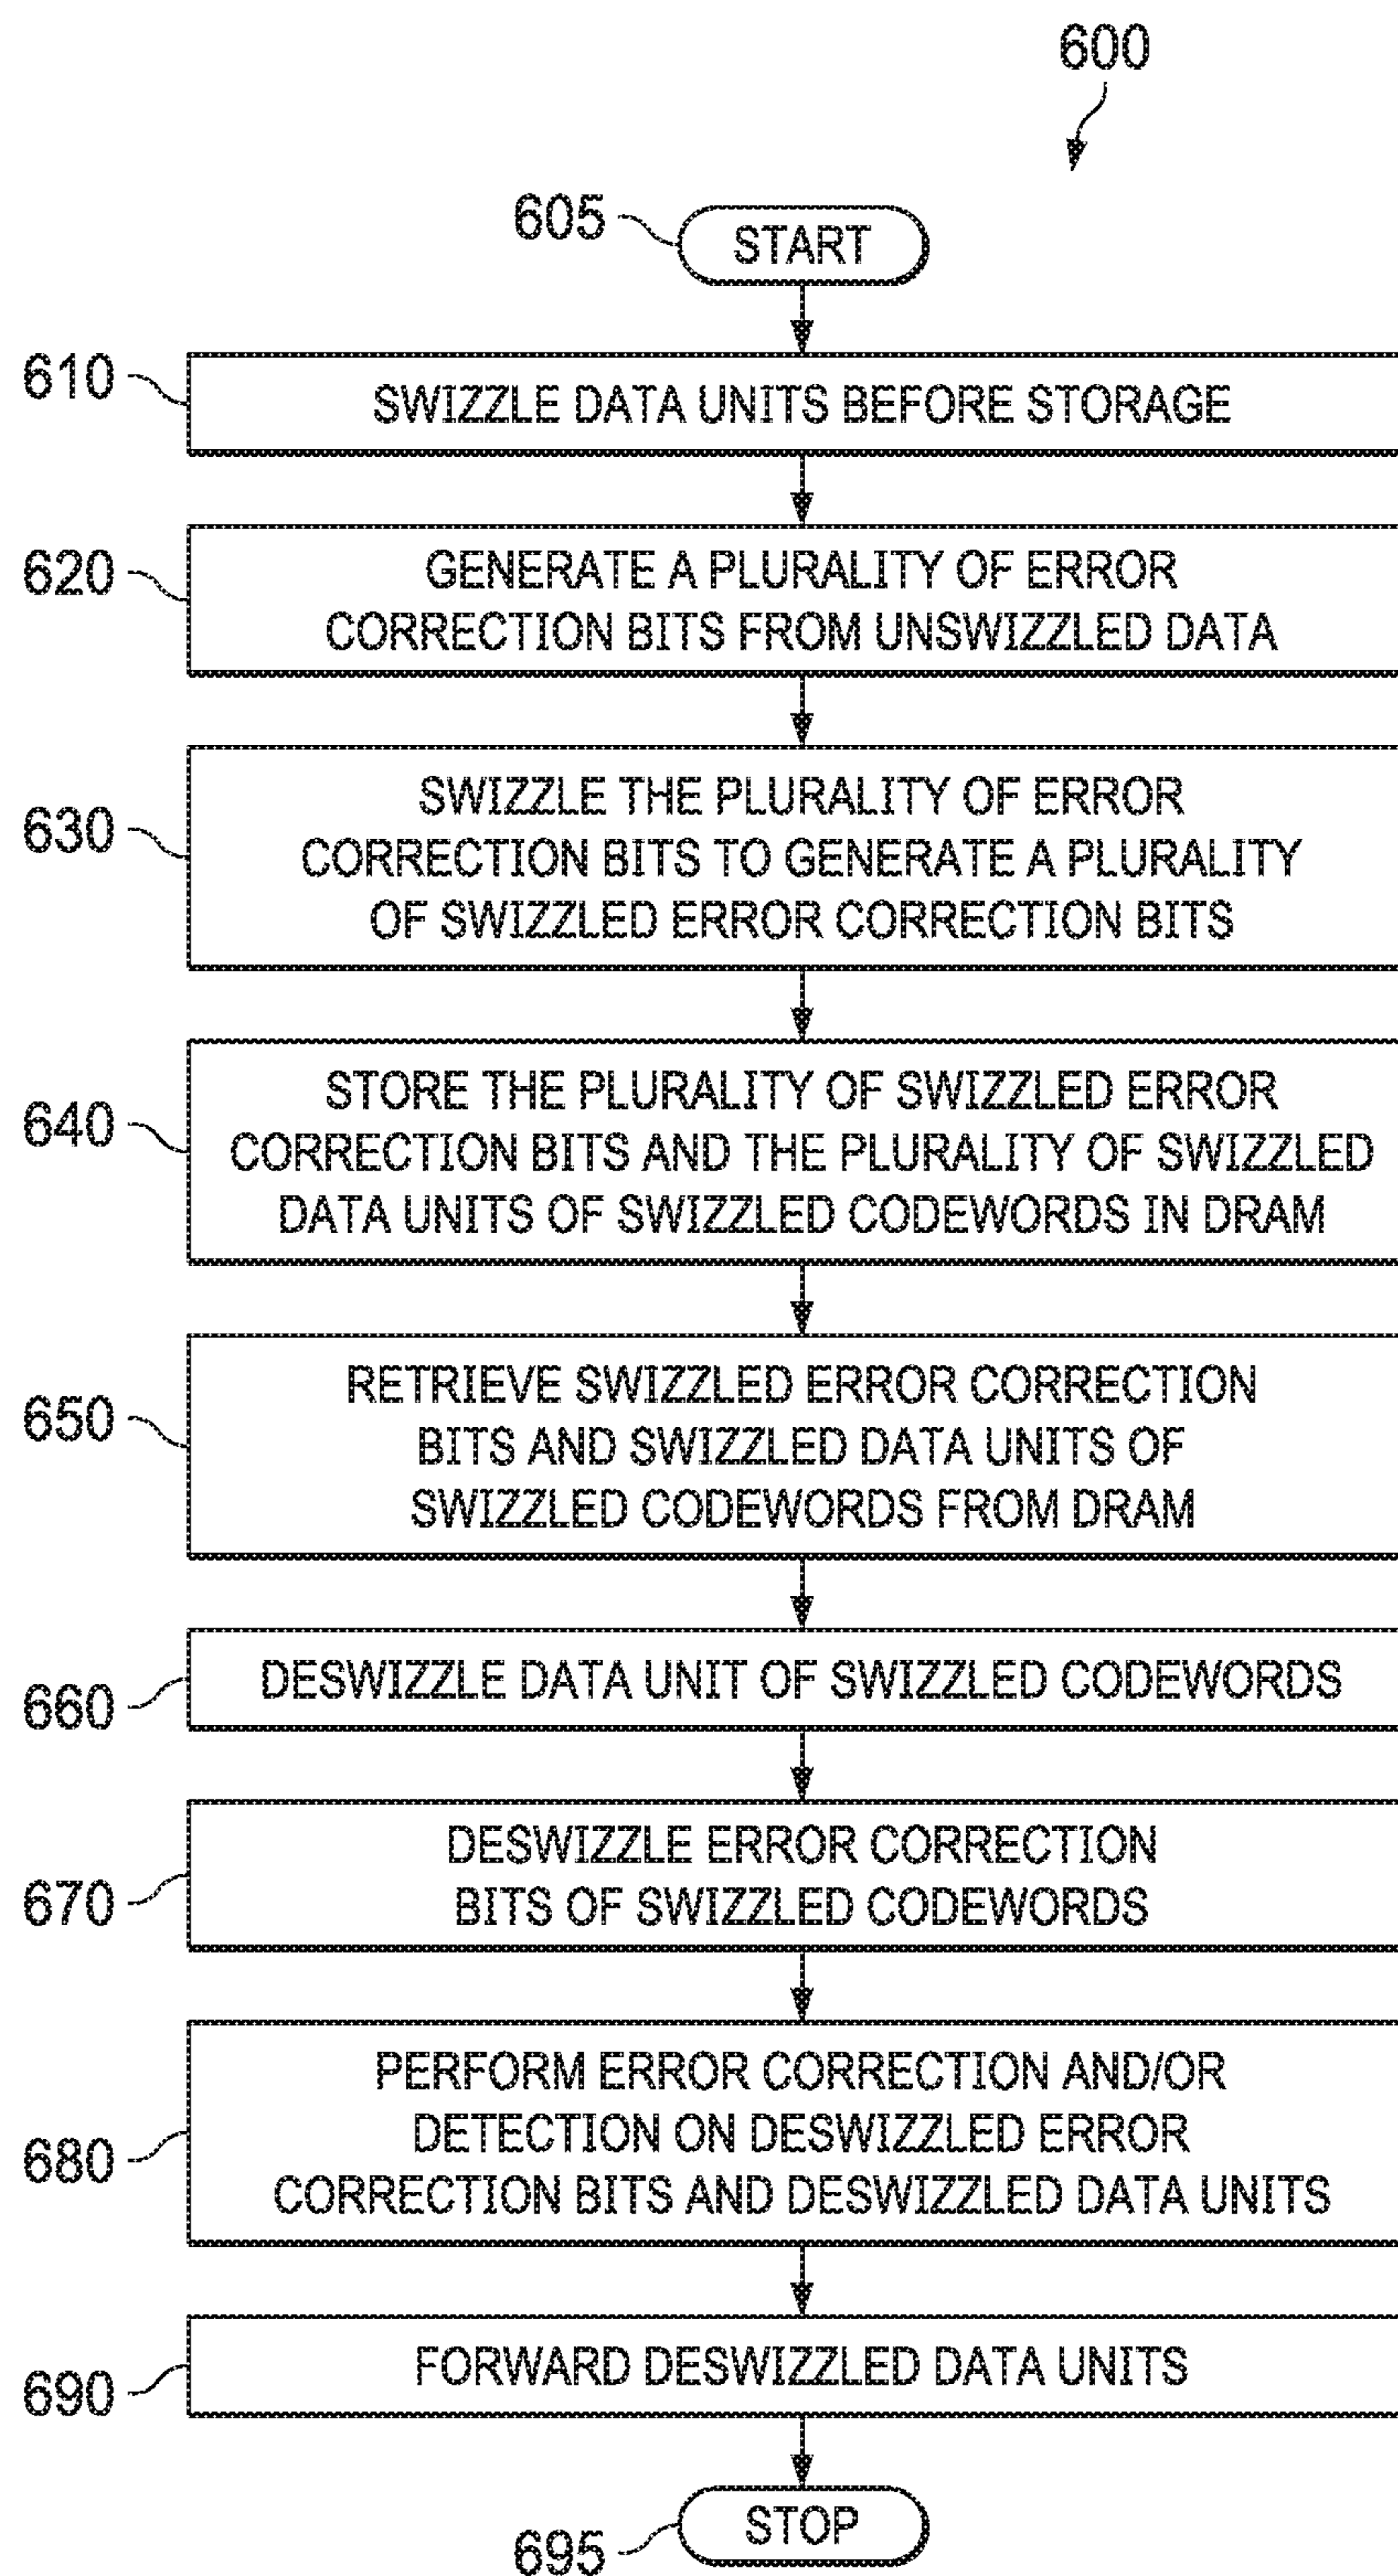 600
605
START
610
SWIZZLE DATA UNITS BEFORE STORAGE
620
GENERATE A PLURALITY OF ERROR
CORRECTION BITS FROM UNSWIZZLED DATA
630
SWIZZLE THE PLURALITY OF ERROR
CORRECTION BITS TO GENERATE A PLURALITY
OF SWIZZLED ERROR CORRECTION BITS
640
STORE THE PLURALITY OF SWIZZLED ERROR
CORRECTION BITS AND THE PLURALITY OF SWIZZLED
DATA UNITS OF SWIZZLED CODEWORDS IN DRAM
650
RETRIEVE SWIZZLED ERROR CORRECTION
BITS AND SWIZZLED DATA UNITS OF
SWIZZLED CODEWORDS FROM DRAM
660
DESWIZZLE DATA UNIT OF SWIZZLED CODEWORDS
670
DESWIZZLE ERROR CORRECTION
BITS OF SWIZZLED CODEWORDS
680
PERFORM ERROR CORRECTION AND/OR
DETECTION ON DESWIZZLED ERROR
CORRECTION BITS AND DESWIZZLED DATA UNITS
690
FORWARD DESWIZZLED DATA UNITS
695
STOP